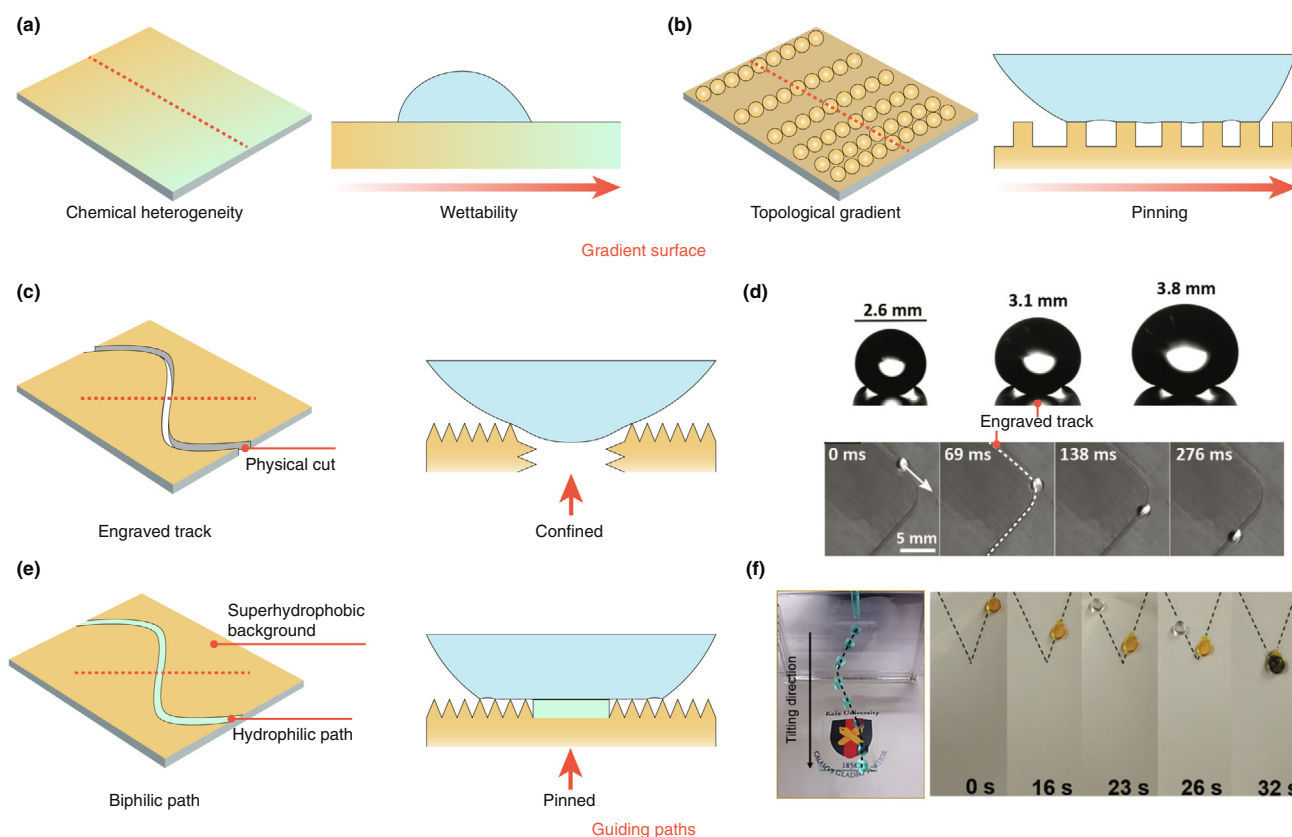 (a)
Chemical heterogeneity
Wettability
(b)
Topological gradient
Pinning
Gradient surface
(c)
Physical cut
Engraved track
Confined
(d)
2.6 mm
3.1 mm
3.8 mm
Engraved track
0 ms
69 ms
138 ms
276 ms
5 mm
(e)
Superhydrophobic
background
Hydrophilic path
Biphilic path
Pinned
(f)
Tilting direction
Koç University
0 s
16 s
23 s
26 s
32 s
Guiding paths